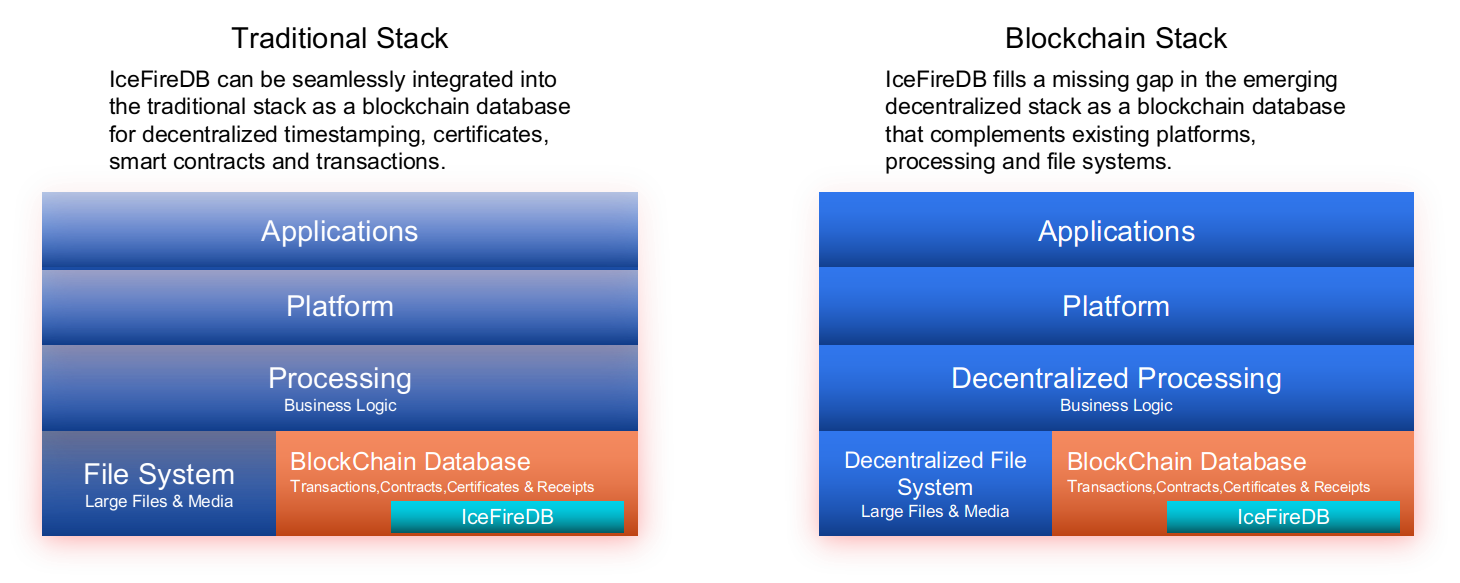 Traditional Stack
IceFireDB can be seamlessly integrated into
the traditional stack as a blockchain database
for decentralized timestamping, certificates,
smart contracts and transactions.
Applications
Platform
Processing
Business Logic
File System
Large Files & Media
BlockChain Database
Transactions,Contracts,Certificates & Receipts
IceFireDB
Blockchain Stack
IceFireDB fills a missing gap in the emerging
decentralized stack as a blockchain database
that complements existing platforms,
processing and file systems.
Applications
Platform
Decentralized Processing
Business Logic
Decentralized File
System
Large Files & Media
BlockChain Database
Transactions,Contracts,Certificates & Receipts
IceFireDB